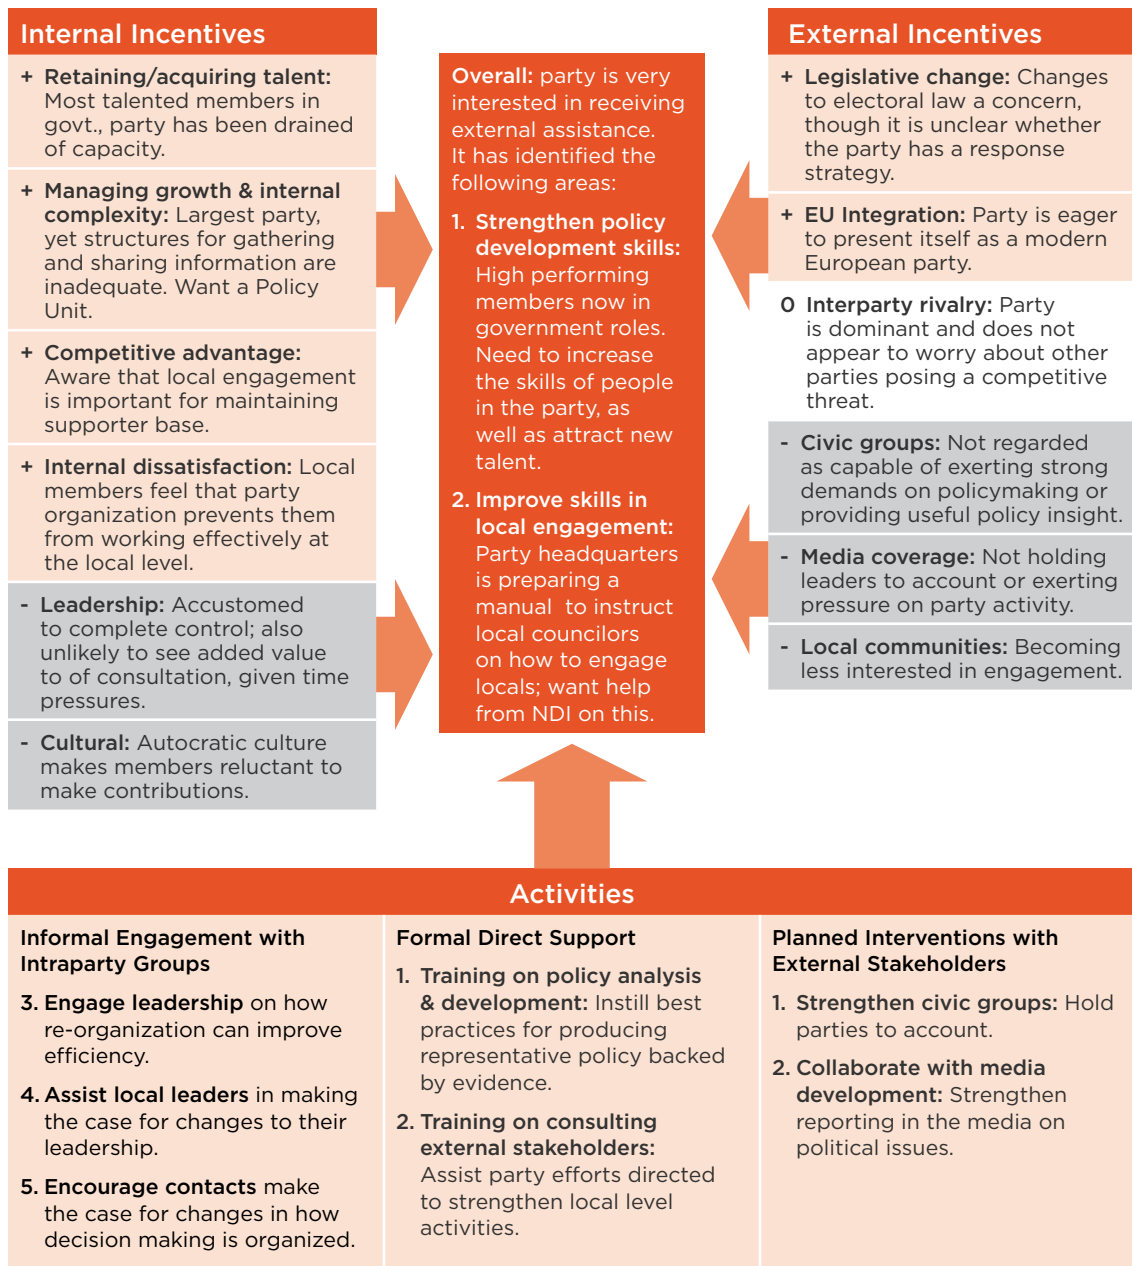 Internal Incentives
+ Retaining/acquiring talent:
Most talented members in
govt., party has been drained
of capacity.
+ Managing growth & internal
complexity: Largest party,
yet structures for gathering
and sharing information are
inadequate. Want a Policy
Unit.
+ Competitive advantage:
Aware that local engagement
is important for maintaining
supporter base.
+ Internal dissatisfaction: Local
members feel that party
organization prevents them
from working effectively at
the local level.
- Leadership: Accustomed
to complete control; also
unlikely to see added value
to of consultation, given time
pressures.
- Cultural: Autocratic culture
makes members reluctant to
make contributions.
Overall: party is very
interested in receiving
external assistance.
It has identified the
following areas:
1. Strengthen policy
development skills:
High performing
members now in
government roles.
Need to increase
the skills of people
in the party, as
well as attract new
talent.
2. Improve skills in
local engagement:
Party headquarters
is preparing a
manual to instruct
local councilors
on how to engage
locals; want help
from NDI on this.
External Incentives
+ Legislative change: Changes
to electoral law a concern,
though it is unclear whether
the party has a response
strategy.
+ EU Integration: Party is eager
to present itself as a modern
European party.
0 Interparty rivalry: Party
is dominant and does not
appear to worry about other
parties posing a competitive
threat.
- Civic groups: Not regarded
as capable of exerting strong
demands on policymaking or
providing useful policy insight.
- Media coverage: Not holding
leaders to account or exerting
pressure on party activity.
- Local communities: Becoming
less interested in engagement.
Activities
Informal Engagement with
Intraparty Groups
3. Engage leadership on how
re-organization can improve
efficiency.
4. Assist local leaders in making
the case for changes to their
leadership.
5. Encourage contacts make
the case for changes in how
decision making is organized.
Formal Direct Support
1. Training on policy analysis
& development: Instill best
practices for producing
representative policy backed
by evidence.
2. Training on consulting
external stakeholders:
Assist party efforts directed
to strengthen local level
activities.
Planned Interventions with
External Stakeholders
1. Strengthen civic groups: Hold
parties to account.
2. Collaborate with media
development: Strengthen
reporting in the media on
political issues.